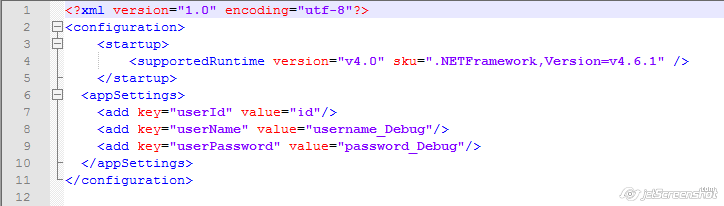 1 <?xml version="1.0" encoding="utf-8"?>
2 <configuration>
3 <startup>
4 <supportedRuntime version="v4.0" sku=".NETFramework,Version=v4.6.1" />
5 </startup>
6 <appSettings>
7 <add key="userId" value="id"/>
8 <add key="userName" value="username_Debug"/>
9 <add key="userPassword" value="password_Debug"/>
10 </appSettings>
11 </configuration>
12
jetScreenshot